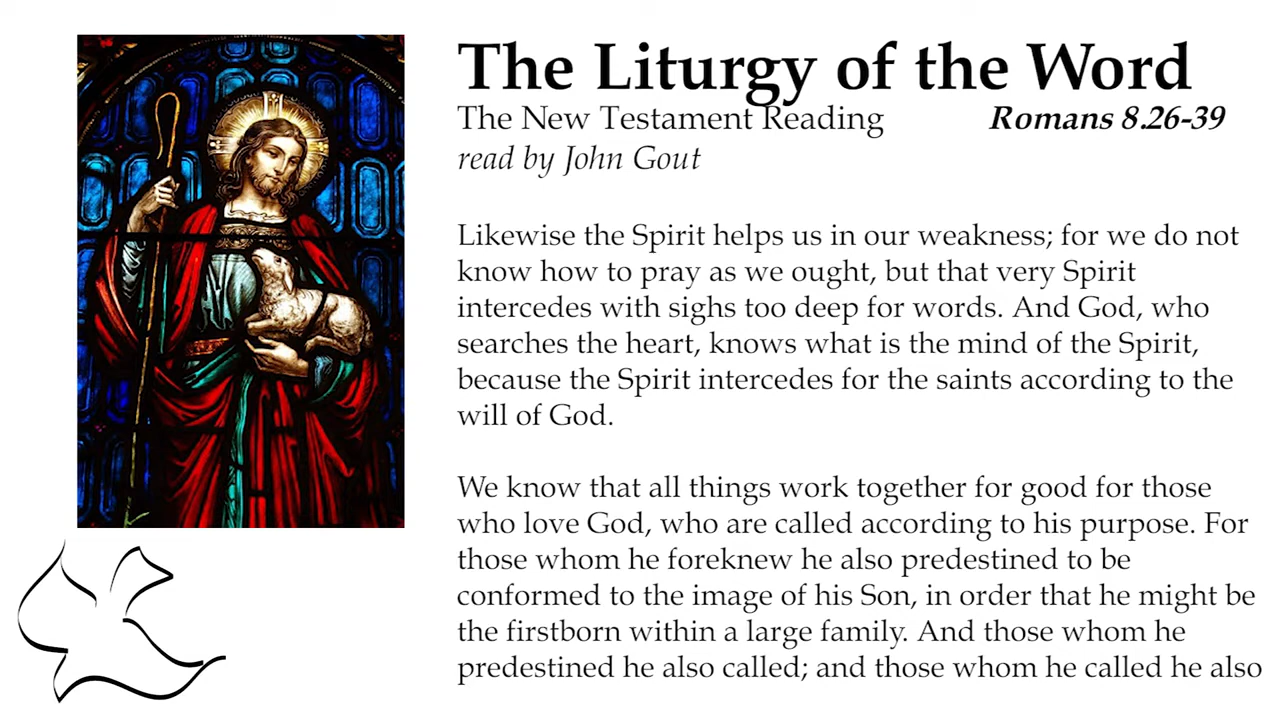 The Liturgy of the Word
The New Testament Reading Romans 8.26-39
read by John Gout
Likewise the Spirit helps us in our weakness; for we do not
know how to pray as we ought, but that very Spirit
intercedes with sighs too deep for words. And God, who
searches the heart, knows what is the mind of the Spirit,
because the Spirit intercedes for the saints according to the
will of God.
We know that all things work together for good for those
who love God, who are called according to his purpose. For
those whom he foreknew he also predestined to be
conformed to the image of his Son, in order that he might be
the firstborn within a large family. And those whom he
predestined he also called; and those whom he called he also